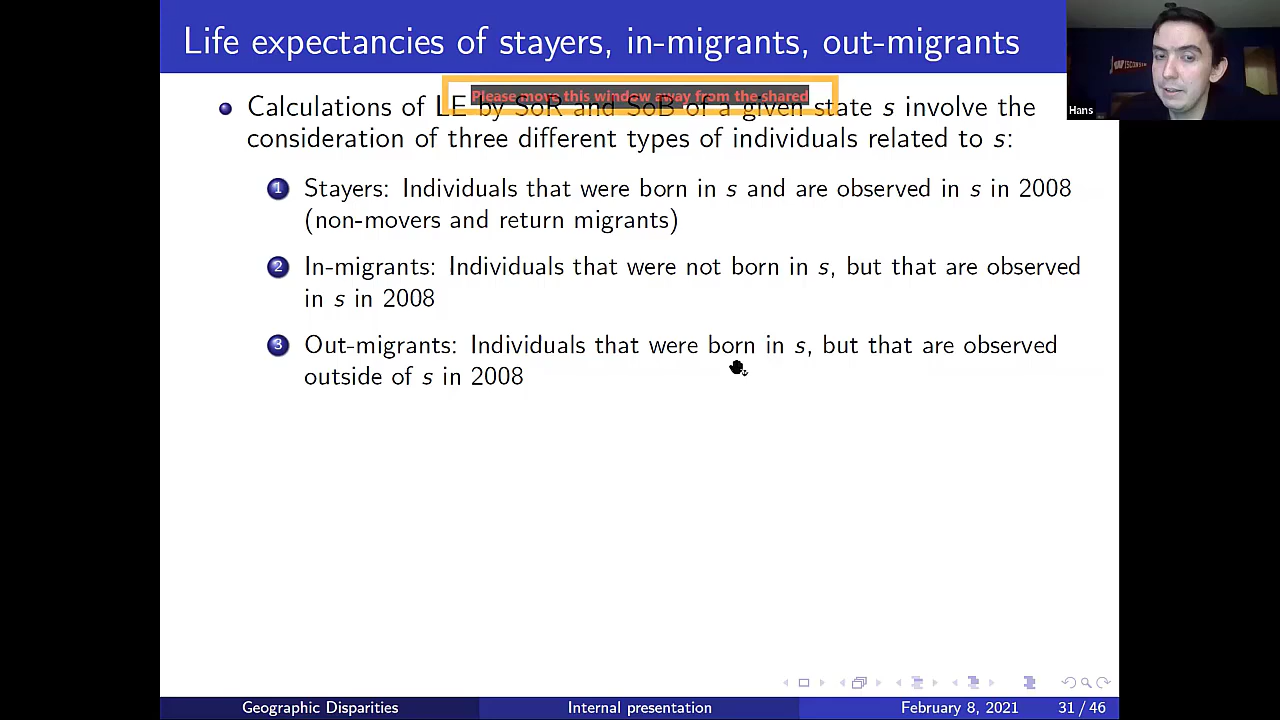 Life expectancies of stayers, in-migrants, out-migrants
Please move this window away from the shared
Calculations of LE by SoR and SoB of a given state s involve the
consideration of three different types of individuals related to s:
1 Stayers: Individuals that were born in s and are observed in s in 2008
(non-movers and return migrants)
2 In-migrants: Individuals that were not born in s, but that are observed
in s in 2008
3 Out-migrants: Individuals that were born in s, but that are observed
outside of s in 2008
WISCONSIN
Hans
Geographic Disparities Internal presentation February 8, 2021 31 / 46